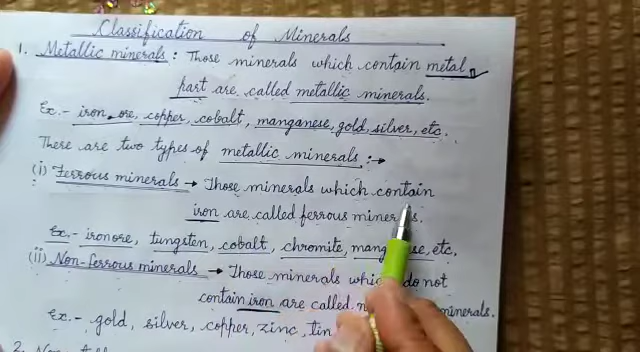 Classification of Minerals
1. Metallic minerals : Those minerals which contain metal
part are called metallic minerals.
Ex.- iron ore, copper, cobalt, manganese, gold, silver, etc.
There are two types of metallic minerals :→
(i) Ferrous minerals → Those minerals which contain
iron are called ferrous minerals.
Ex.- iron ore, tungsten, cobalt, chromite, manganese, etc.
(ii) Non-ferrous minerals → Those minerals which do not
contain iron are called minerals.
Ex.- gold, silver, copper, zinc, tin
2.